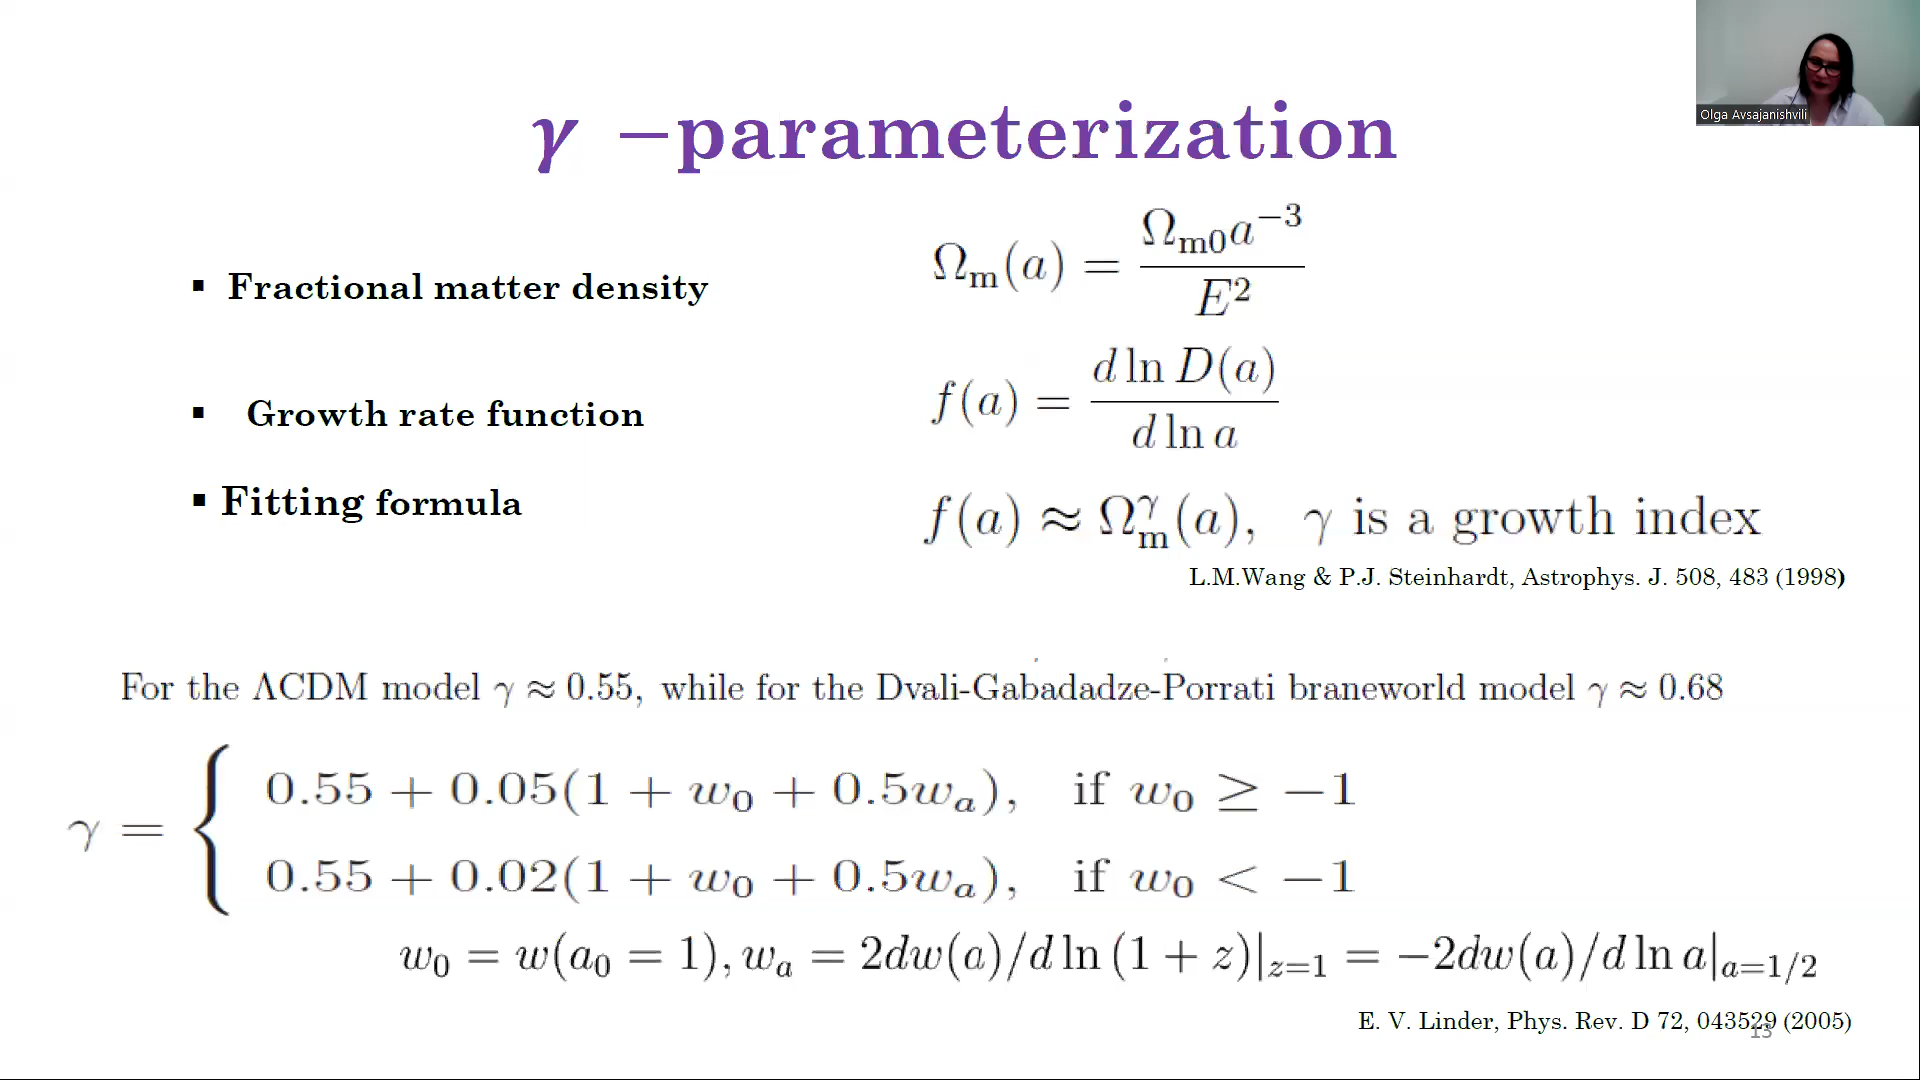 Olga Avsajanishvili
γ −parameterization
▪ Fractional matter density
Ωm(a) = Ωm0a⁻³ / E²
▪ Growth rate function
f(a) = d ln D(a) / d ln a
▪ Fitting formula
f(a) ≈ Ωmᵞ(a), γ is a growth index
L.M.Wang & P.J. Steinhardt, Astrophys. J. 508, 483 (1998)
For the ΛCDM model γ ≈ 0.55, while for the Dvali-Gabadadze-Porrati braneworld model γ ≈ 0.68
γ = {
0.55 + 0.05(1 + w₀ + 0.5wₐ), if w₀ ≥ −1
0.55 + 0.02(1 + w₀ + 0.5wₐ), if w₀ < −1
w₀ = w(a₀ = 1), wₐ = 2dw(a)/d ln (1 + z)|z=1 = −2dw(a)/d ln a|a=1/2
E. V. Linder, Phys. Rev. D 72, 043529 (2005)
13